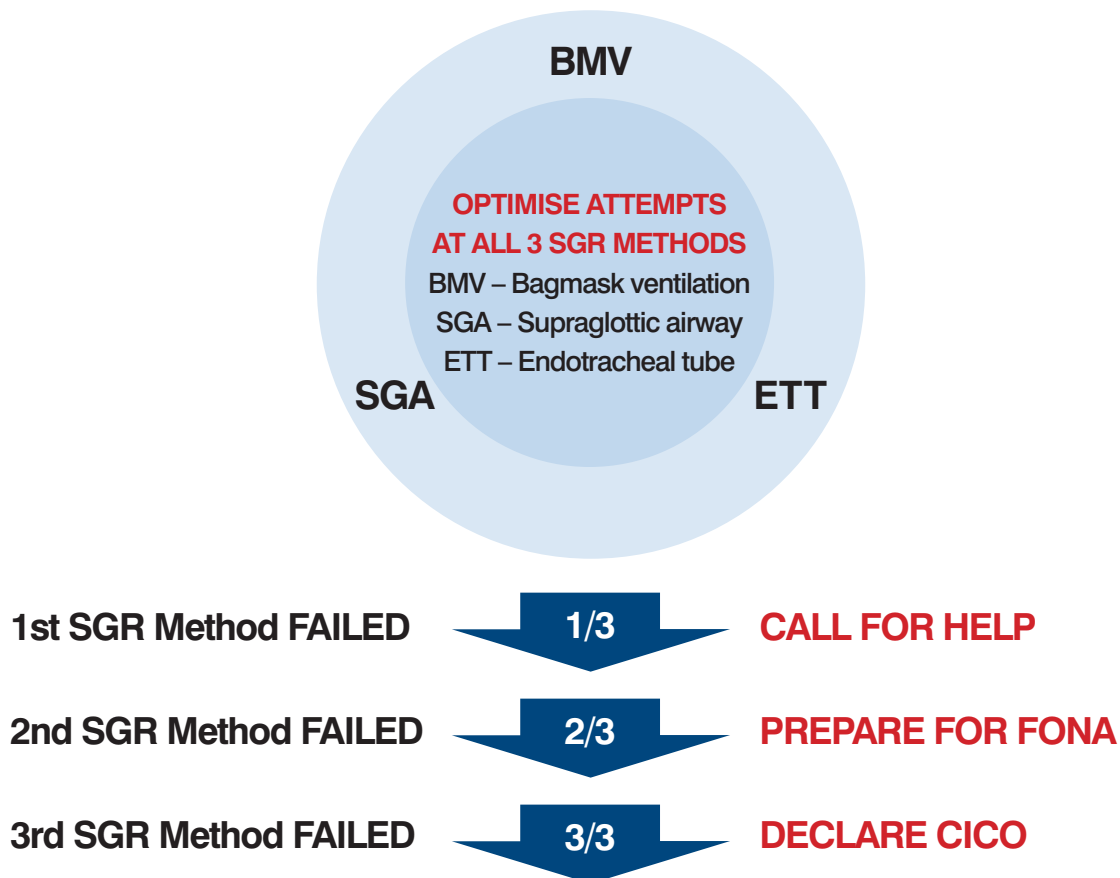 BMV
OPTIMISE ATTEMPTS
AT ALL 3 SGR METHODS
BMV – Bagmask ventilation
SGA – Supraglottic airway
ETT – Endotracheal tube
SGA
ETT
1st SGR Method FAILED 1/3 CALL FOR HELP
2nd SGR Method FAILED 2/3 PREPARE FOR FONA
3rd SGR Method FAILED 3/3 DECLARE CICO